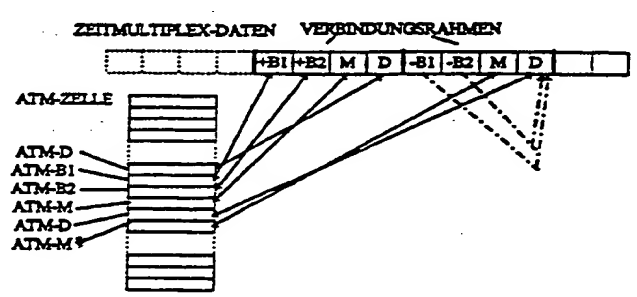 ZEITMULTIPLEX-DATEN VERBINDUNGSRAHMEN
+B1 +B2 M D -B1 -B2 M D
ATM-ZELLE
ATM-D
ATM-B1
ATM-B2
ATM-M
ATM-D
ATM-M